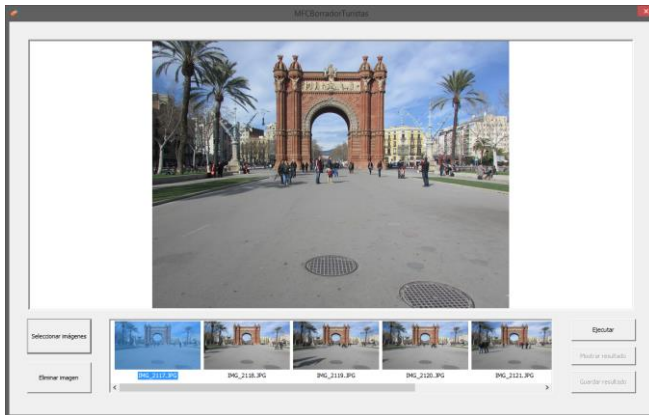 MFCBorradorTuristas
Seleccionar imágenes
Eliminar imagen
IMG_2117.JPG
IMG_2118.JPG
IMG_2119.JPG
IMG_2120.JPG
IMG_2121.JPG
Ejecutar
Mostrar resultado
Guardar resultado